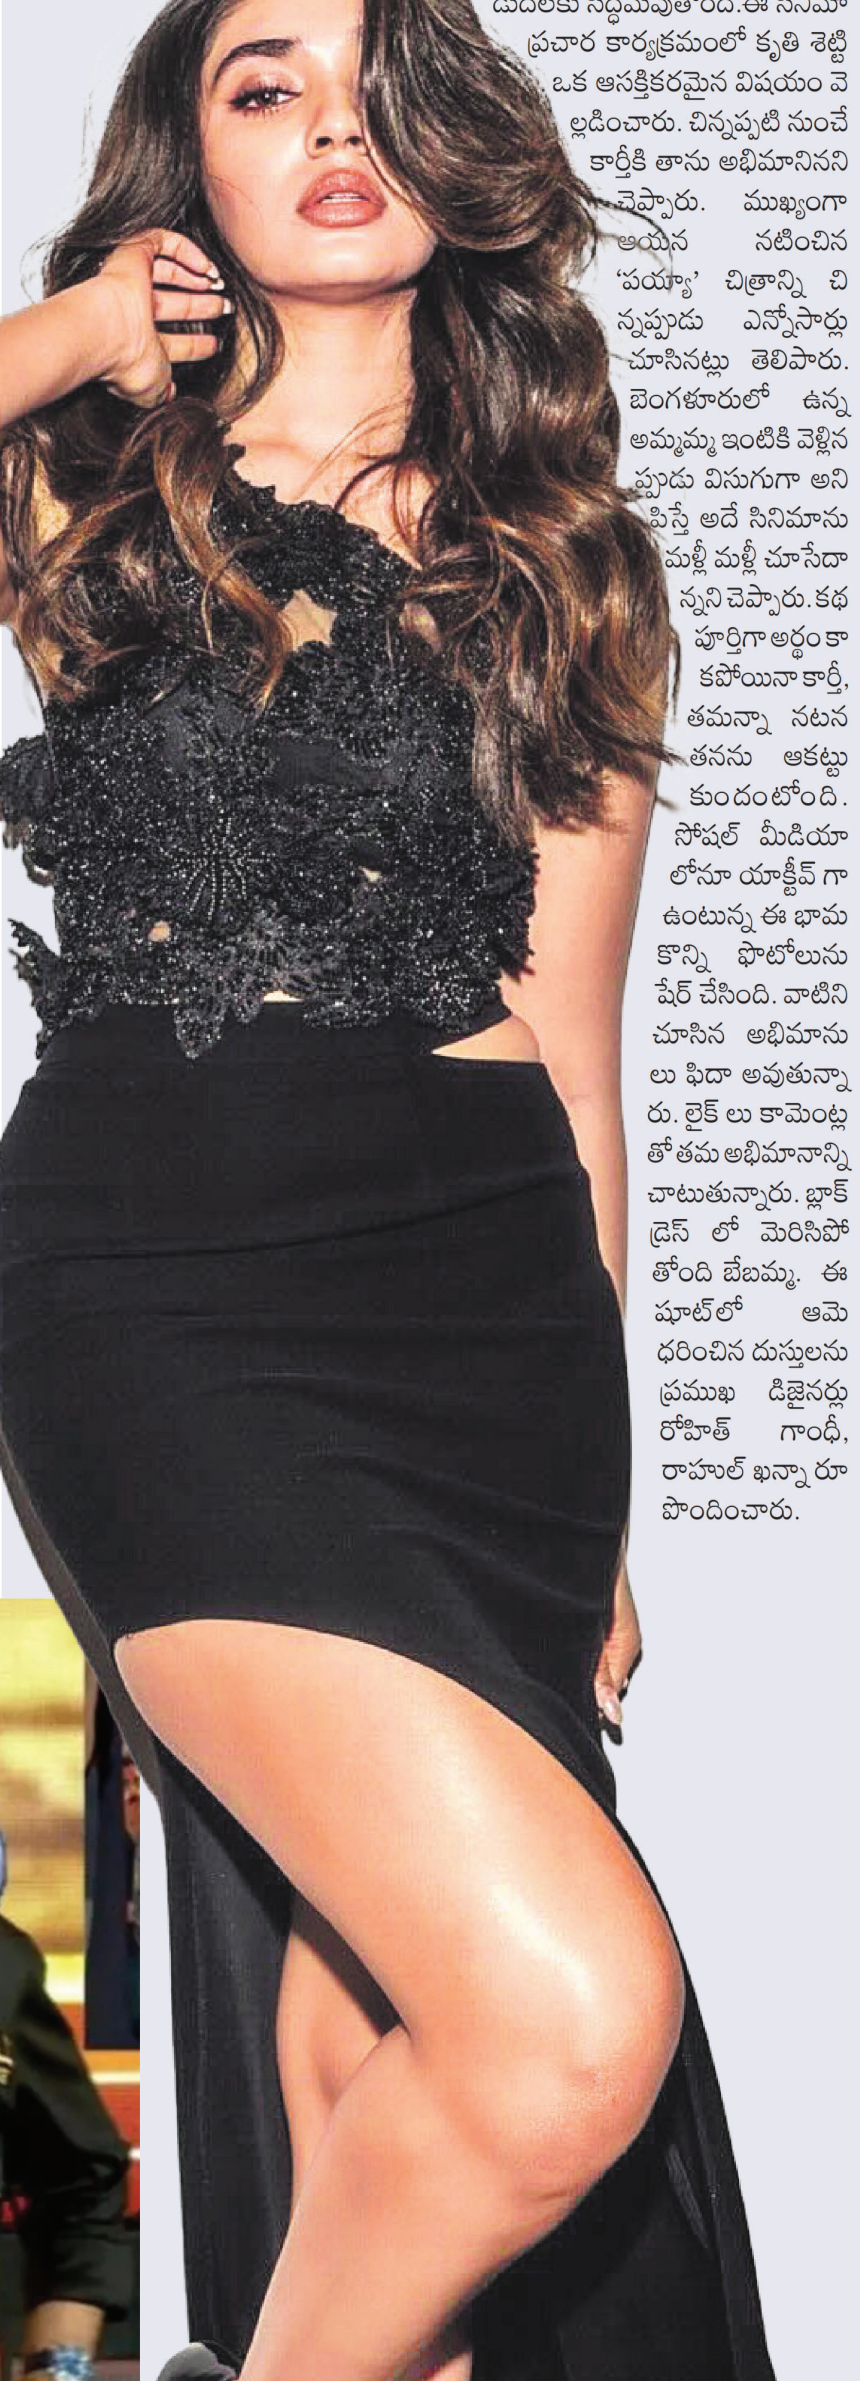 డుదలకు సిద్ధమవుతోంది.ఈ సినిమా
ప్రచార కార్యక్రమంలో కృతి శెట్టి
ఒక ఆసక్తికరమైన విషయం వె
ల్లడించారు. చిన్నప్పటి నుంచే
కార్తీకి తాను అభిమానినని
చెప్పారు. ముఖ్యంగా
ఆయన నటించిన
‘పయ్యా’ చిత్రాన్ని చి
న్నప్పుడు ఎన్నోసార్లు
చూసినట్లు తెలిపారు.
బెంగళూరులో ఉన్న
అమ్మమ్మ ఇంటికి వెళ్లిన
ప్పుడు విసుగుగా అని
పిస్తే అదే సినిమాను
మళ్లీ మళ్లీ చూసేదా
న్నని చెప్పారు.కథ
పూర్తిగా అర్థం కా
కపోయినా కార్తీ,
తమన్నా నటన
తనను ఆకట్టు
కుందంటోంది.
సోషల్ మీడియా
లోనూ యాక్టీవ్ గా
ఉంటున్న ఈ భామ
కొన్ని ఫొటోలును
షేర్ చేసింది. వాటిని
చూసిన అభిమాను
లు ఫిదా అవుతున్నా
రు. లైక్ లు కామెంట్ల
తో తమ అభిమానాన్ని
చాటుతున్నారు. బ్లాక్
డ్రెస్ లో మెరిసిపో
తోంది బేబమ్మ. ఈ
షూట్‌లో ఆమె
ధరించిన దుస్తులను
ప్రముఖ డిజైనర్లు
రోహిత్ గాంధీ,
రాహుల్ ఖన్నా రూ
పొందించారు.